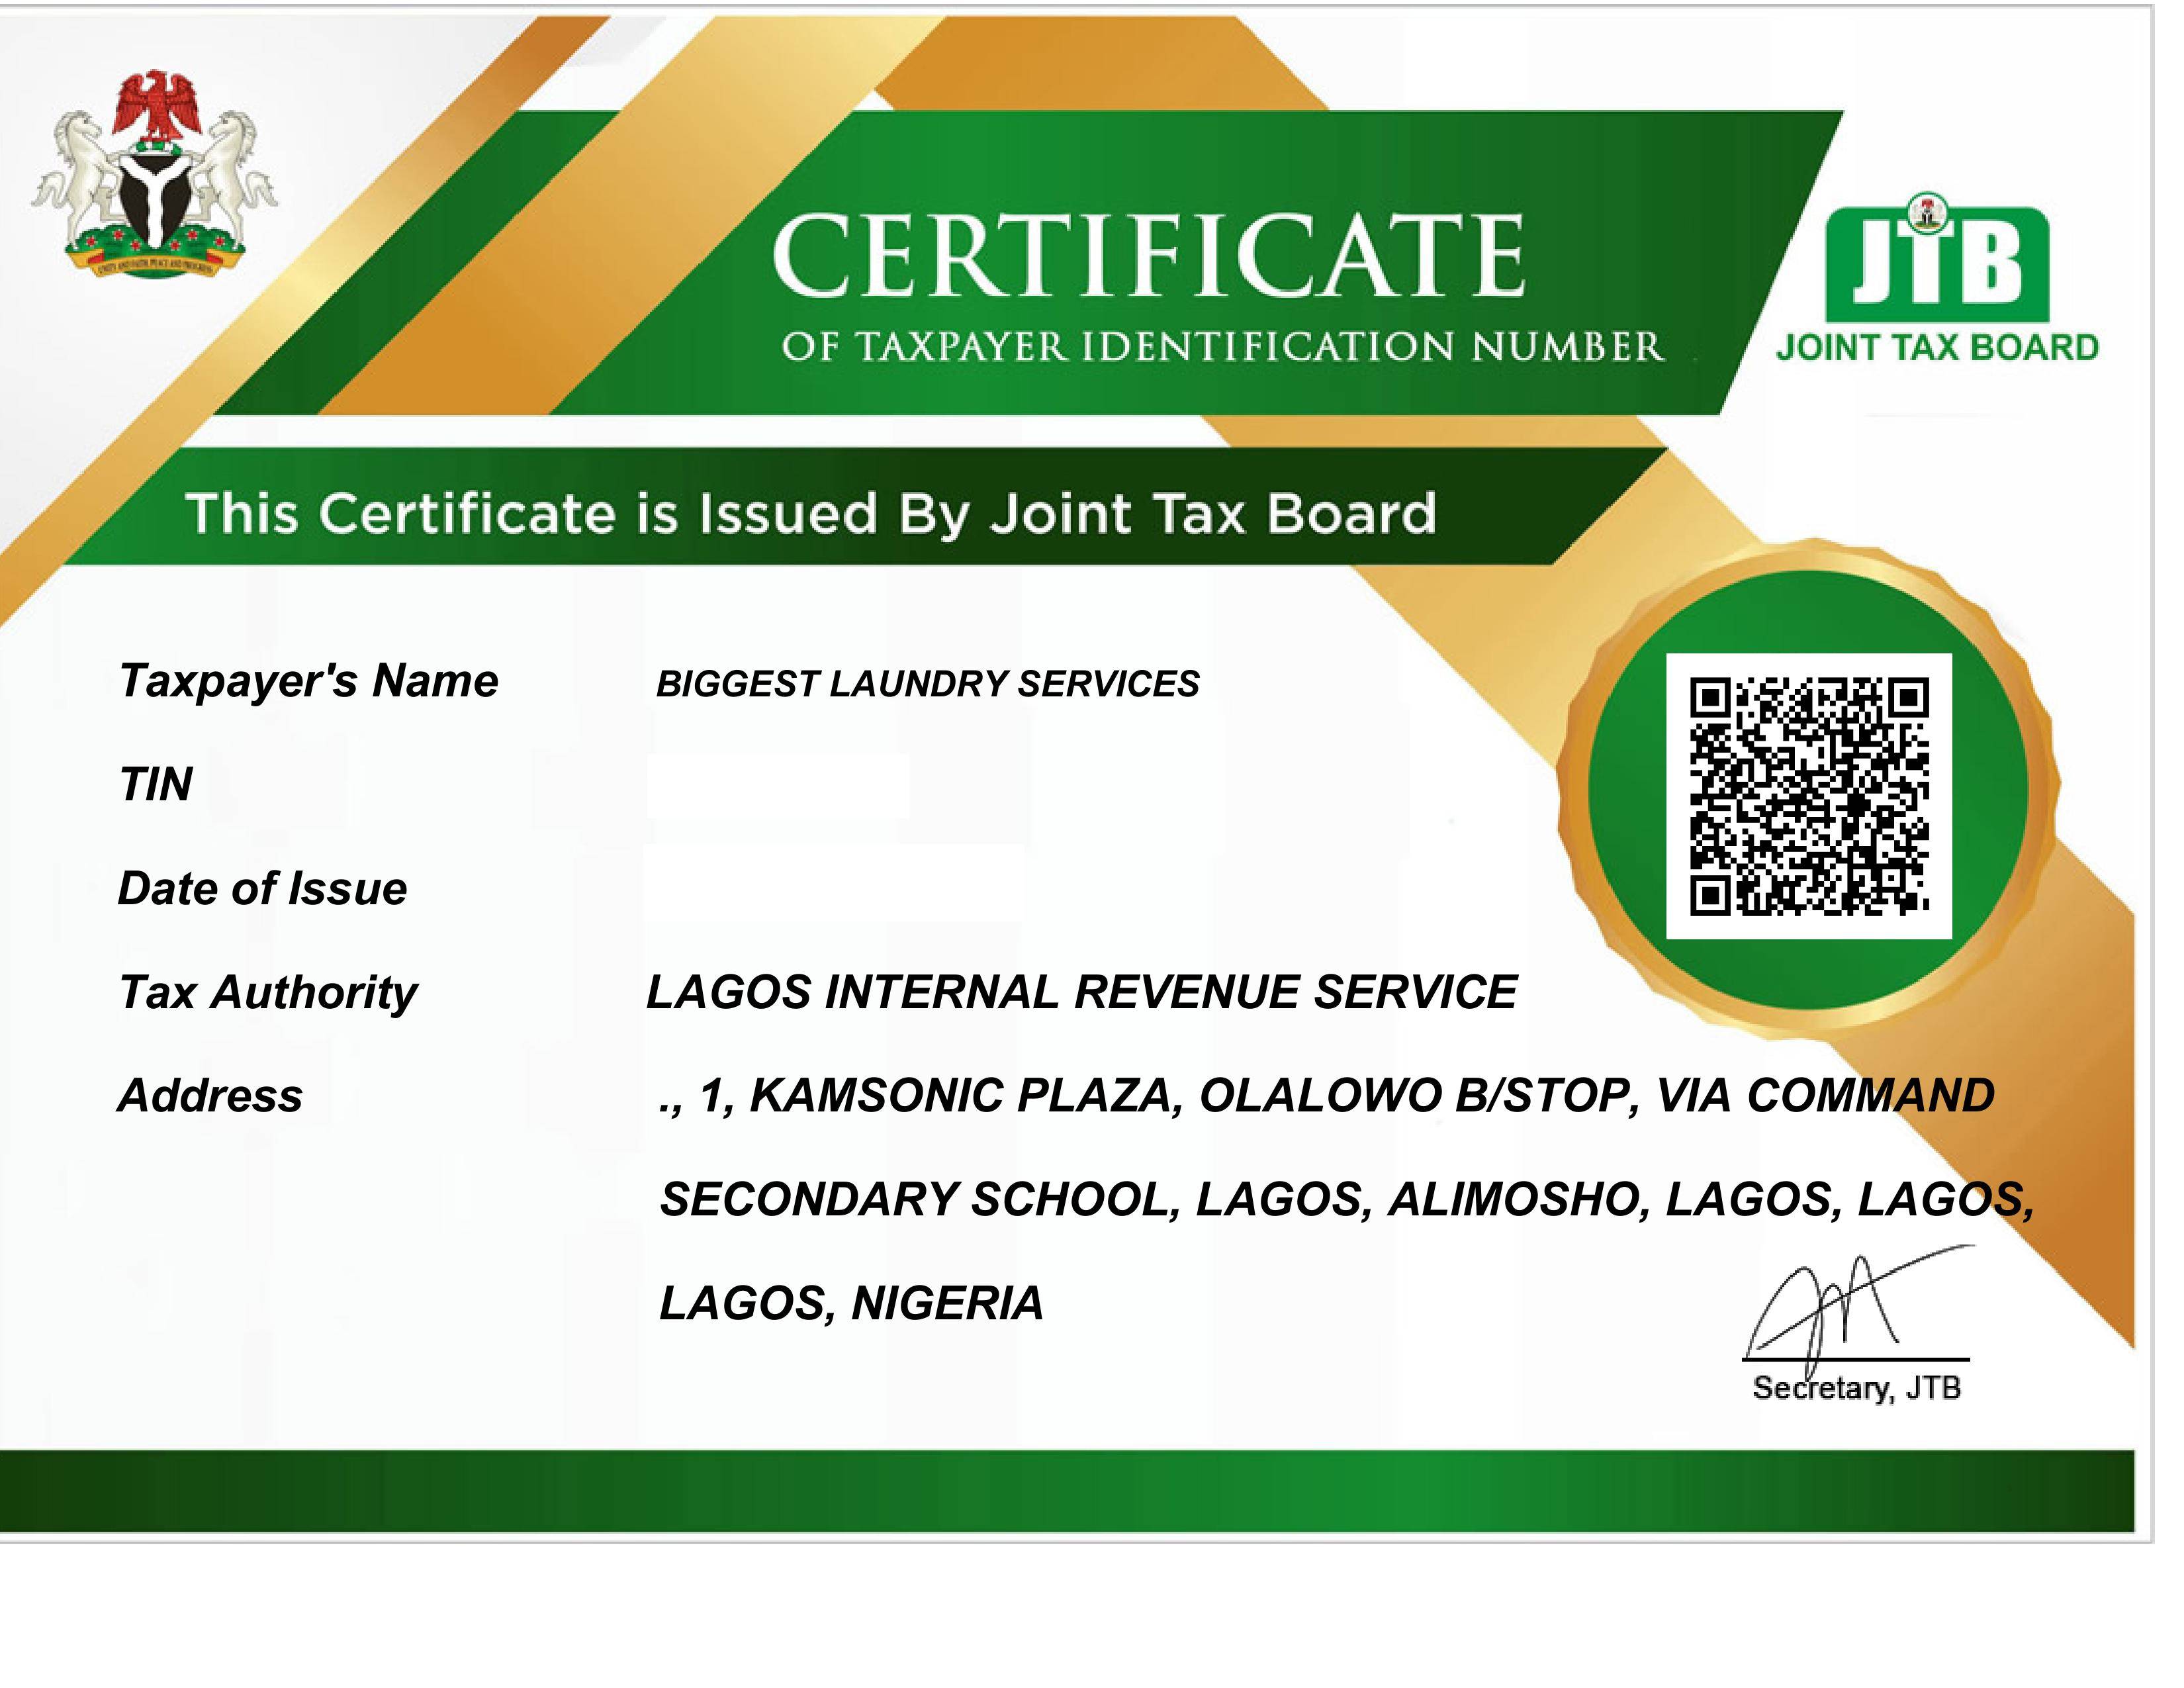 CERTIFICATE
OF TAXPAYER IDENTIFICATION NUMBER
JTB
JOINT TAX BOARD
This Certificate is Issued By Joint Tax Board
Taxpayer's Name BIGGEST LAUNDRY SERVICES
TIN
Date of Issue
Tax Authority LAGOS INTERNAL REVENUE SERVICE
Address ., 1, KAMSONIC PLAZA, OLALOWO B/STOP, VIA COMMAND
SECONDARY SCHOOL, LAGOS, ALIMOSHO, LAGOS, LAGOS,
LAGOS, NIGERIA
Secretary, JTB
UNITY AND FAITH PEACE AND PROGRESS